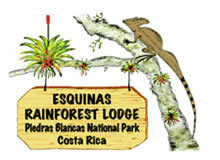 ESQUINAS
RAINFOREST LODGE
Piedras Blancas National Park
Costa Rica